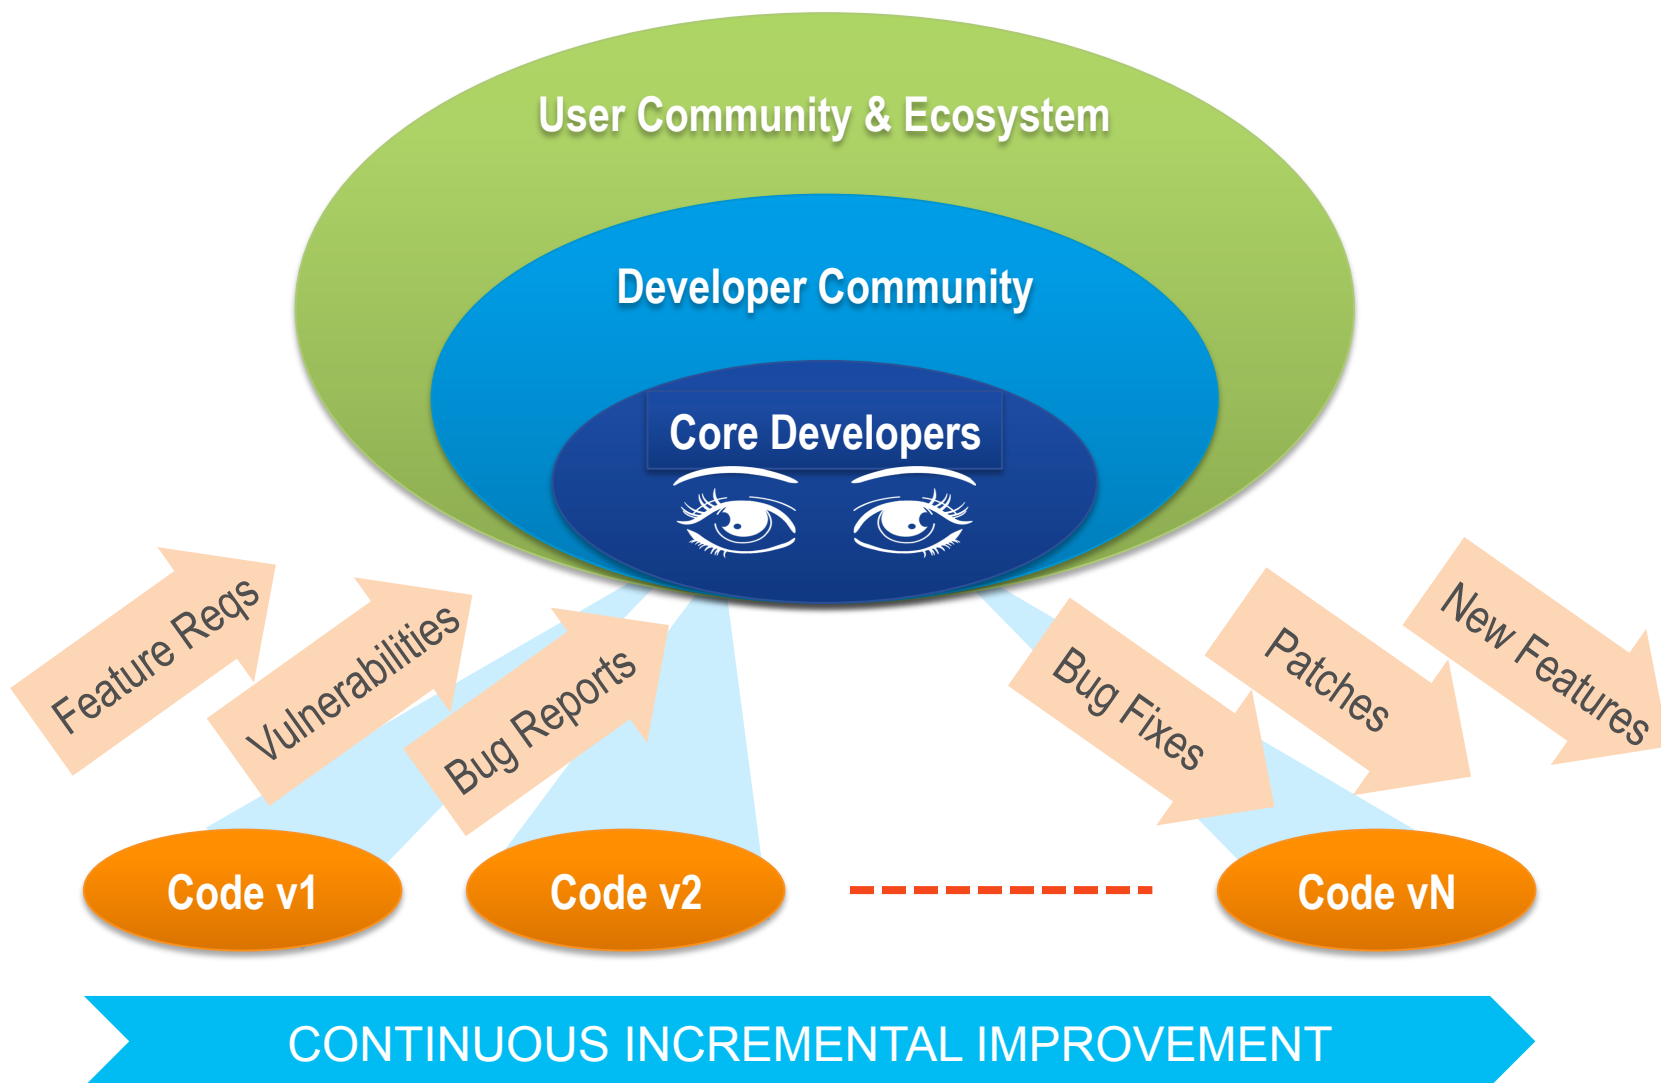 User Community & Ecosystem
Developer Community
Core Developers
Feature Reqs
Vulnerabilities
Bug Reports
Bug Fixes
Patches
New Features
Code v1
Code v2
Code vN
CONTINUOUS INCREMENTAL IMPROVEMENT